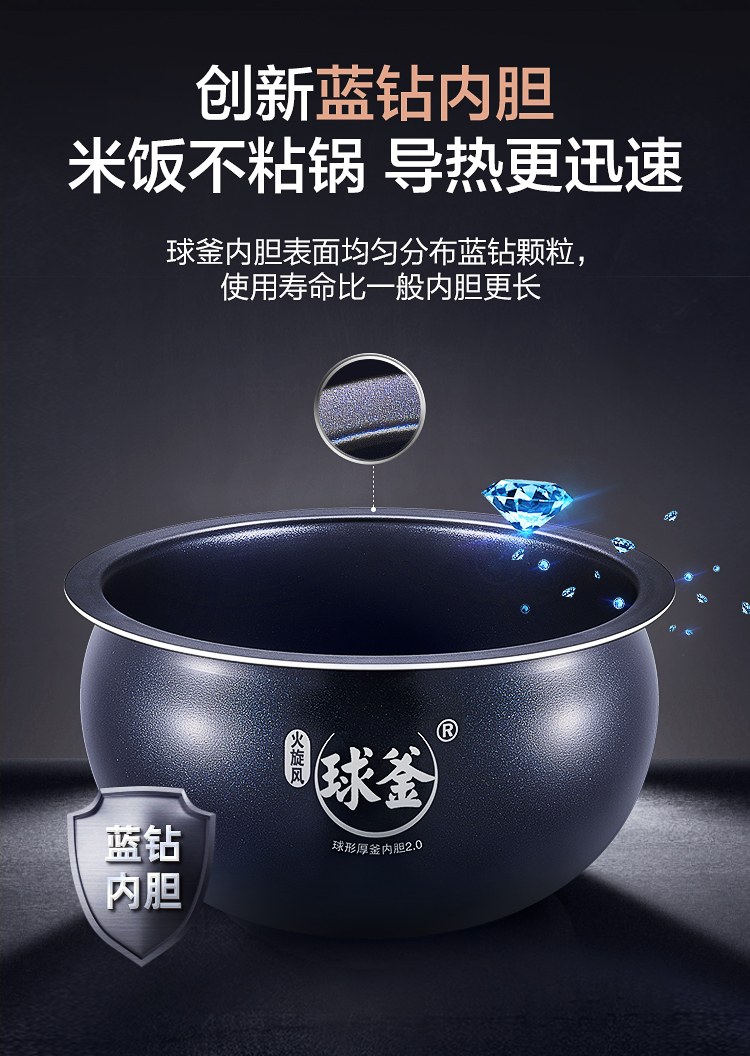 创新蓝钻内胆
米饭不粘锅 导热更迅速
球釜内胆表面均匀分布蓝钻颗粒，
使用寿命比一般内胆更长
火旋风
球釜®
球形厚釜内胆2.0
蓝钻
内胆